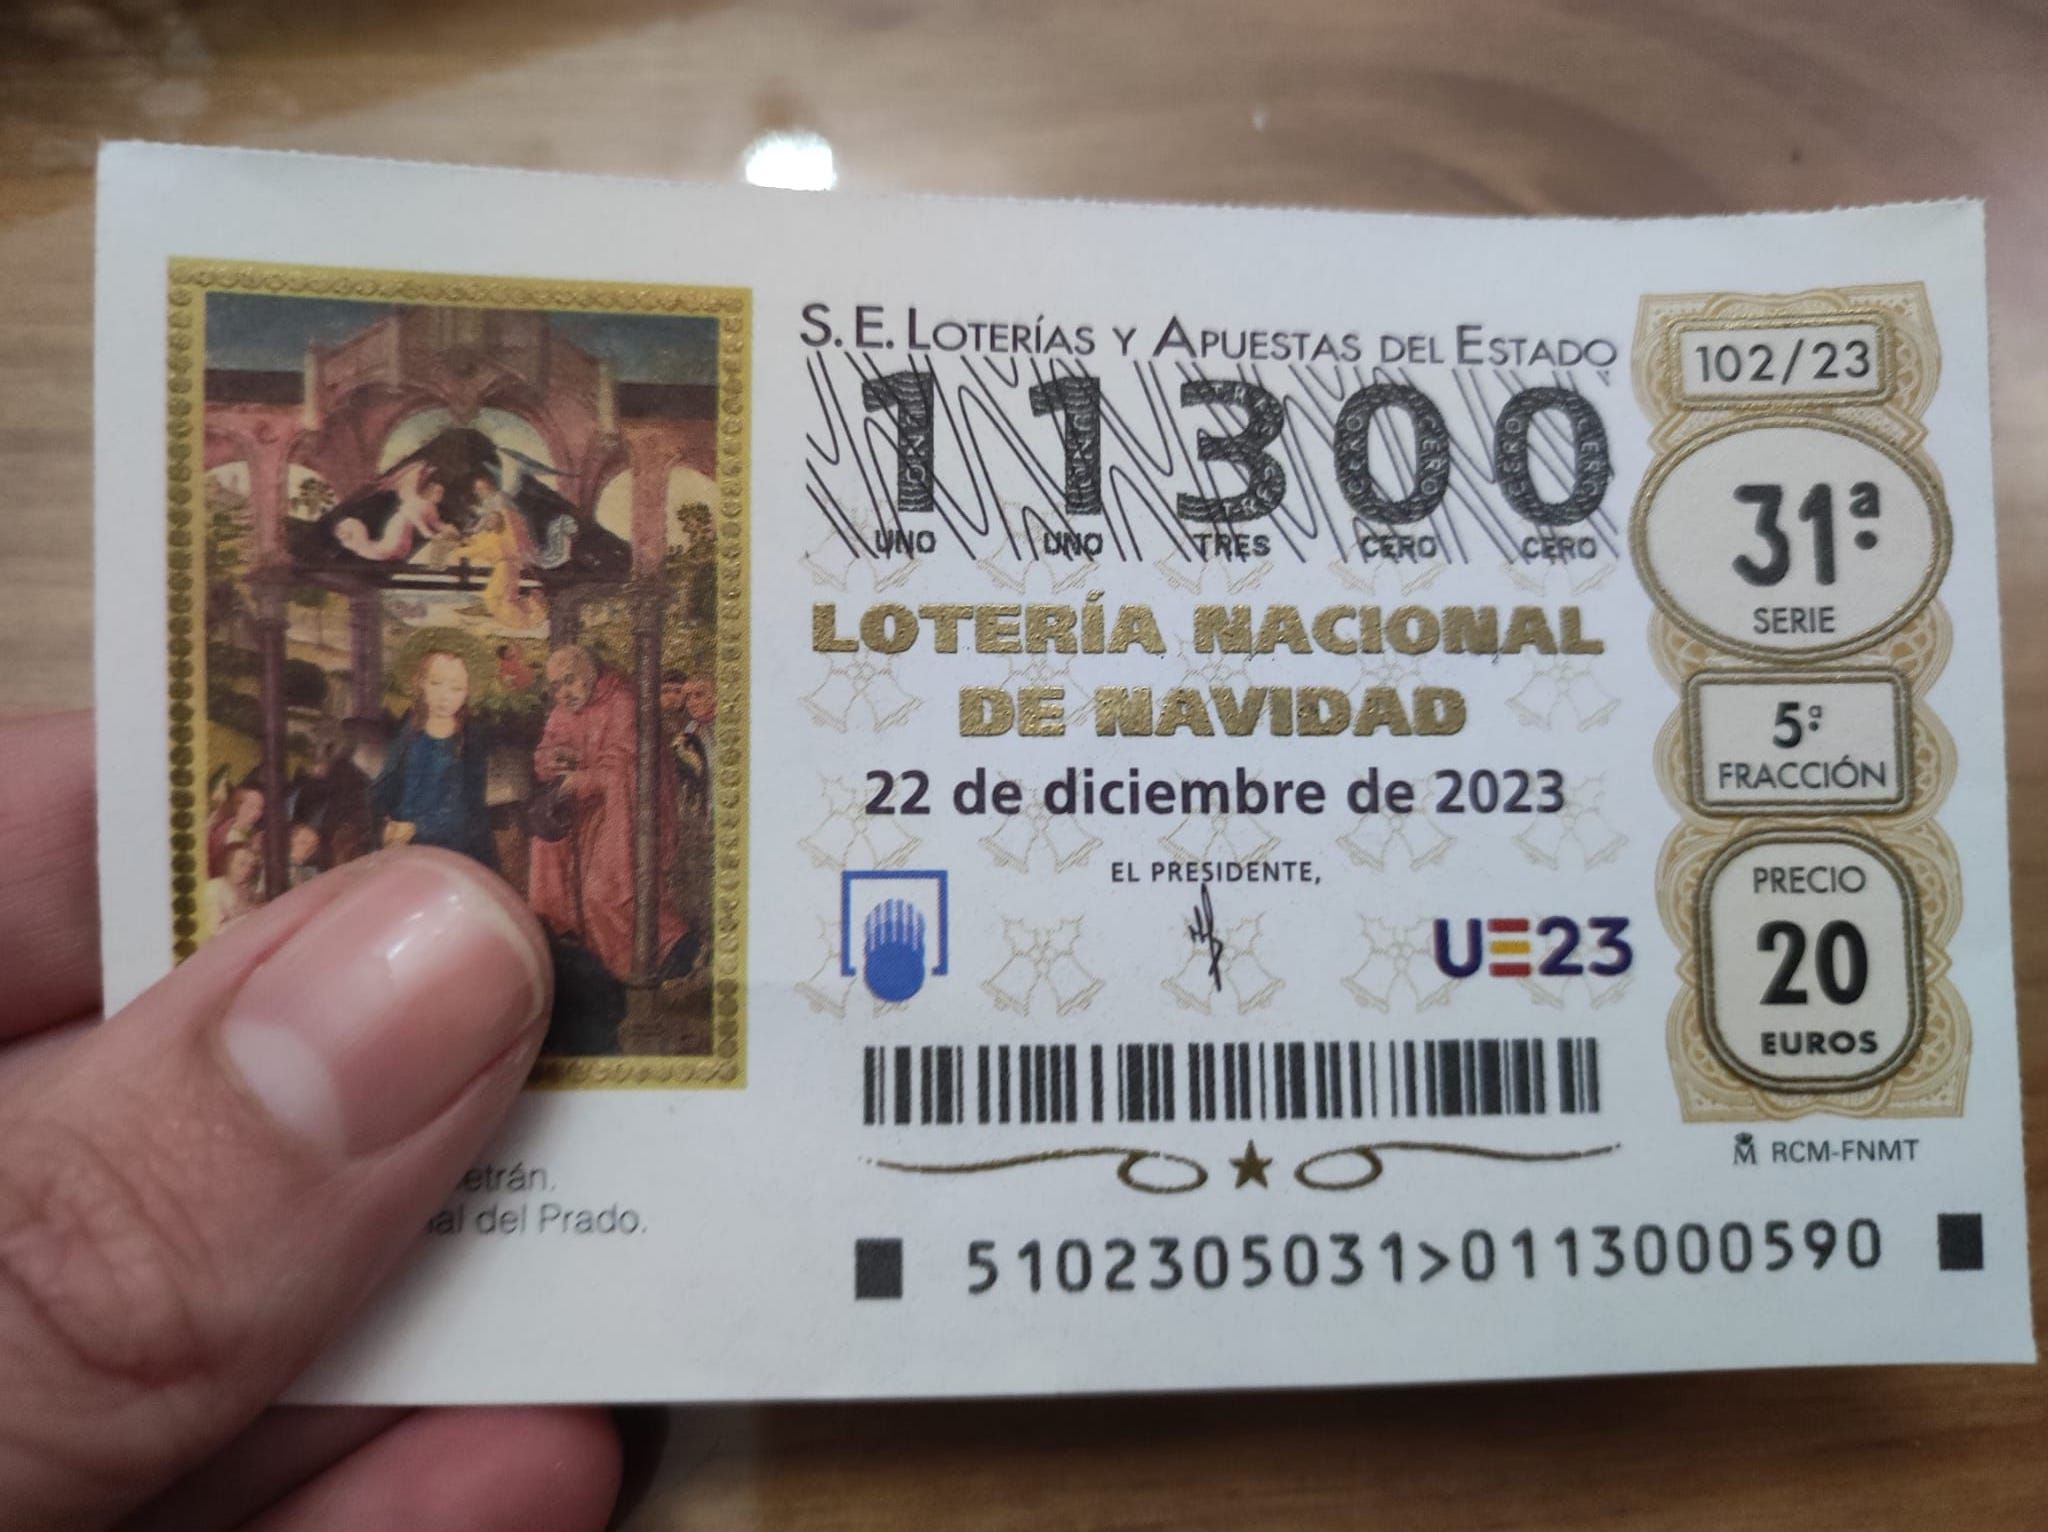 S. E. LOTERÍAS Y APUESTAS DEL ESTADO
11300
UNO UNO TRES CERO CERO
LOTERÍA NACIONAL
DE NAVIDAD
22 de diciembre de 2023
EL PRESIDENTE,
UE23
102/23
31ª
SERIE
5ª
FRACCIÓN
PRECIO
20
EUROS
RCM-FNMT
etrán.
al del Prado.
5102305031>0113000590